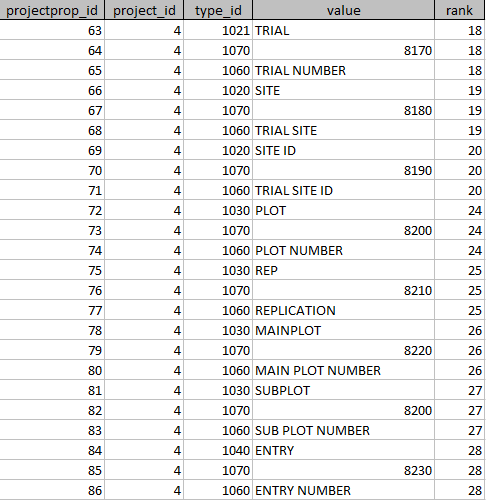 projectprop_id project_id type_id value rank
63 4 1021 TRIAL 18
64 4 1070 8170 18
65 4 1060 TRIAL NUMBER 18
66 4 1020 SITE 19
67 4 1070 8180 19
68 4 1060 TRIAL SITE 19
69 4 1020 SITE ID 20
70 4 1070 8190 20
71 4 1060 TRIAL SITE ID 20
72 4 1030 PLOT 24
73 4 1070 8200 24
74 4 1060 PLOT NUMBER 24
75 4 1030 REP 25
76 4 1070 8210 25
77 4 1060 REPLICATION 25
78 4 1030 MAINPLOT 26
79 4 1070 8220 26
80 4 1060 MAIN PLOT NUMBER 26
81 4 1030 SUBPLOT 27
82 4 1070 8200 27
83 4 1060 SUB PLOT NUMBER 27
84 4 1040 ENTRY 28
85 4 1070 8230 28
86 4 1060 ENTRY NUMBER 28